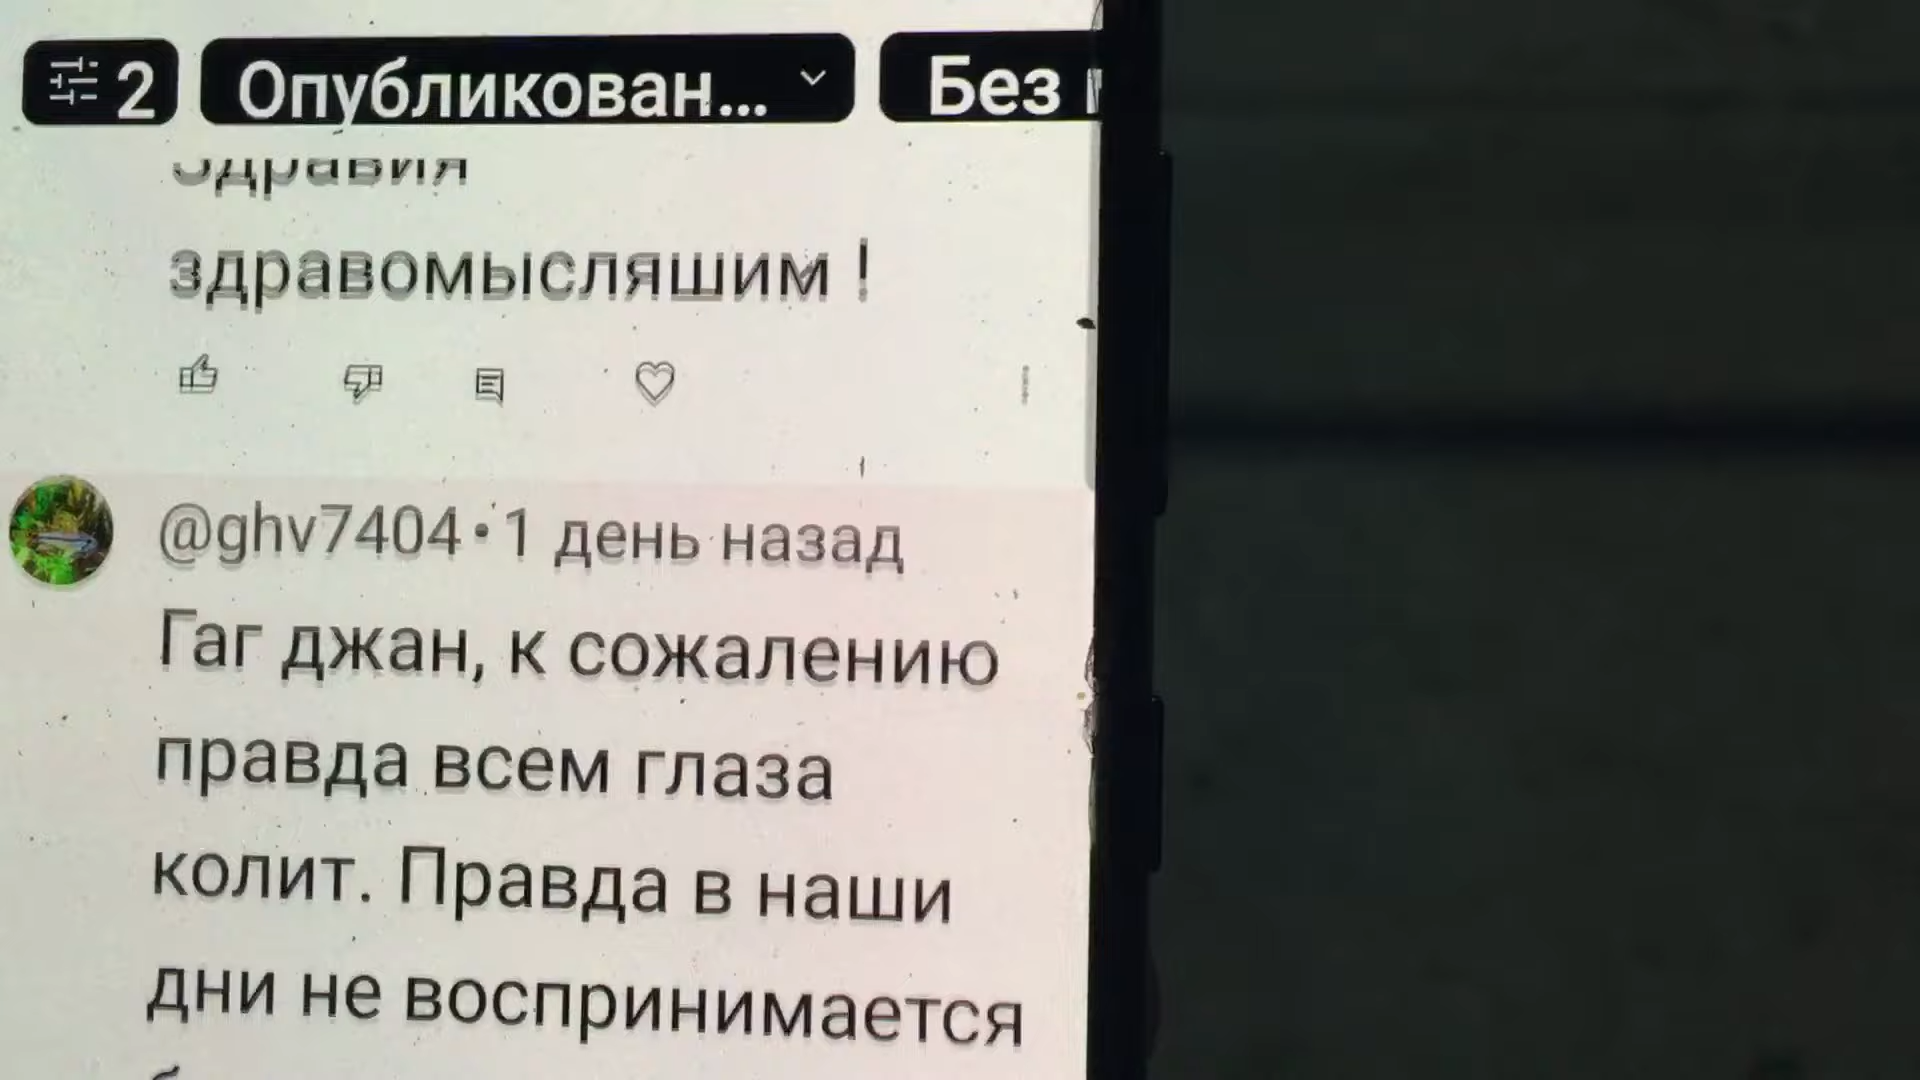 2 Опубликован... Без
здравия
здравомысляшим !
@ghv7404 • 1 день назад
Гаг джан, к сожалению
правда всем глаза
колит. Правда в наши
дни не воспринимается